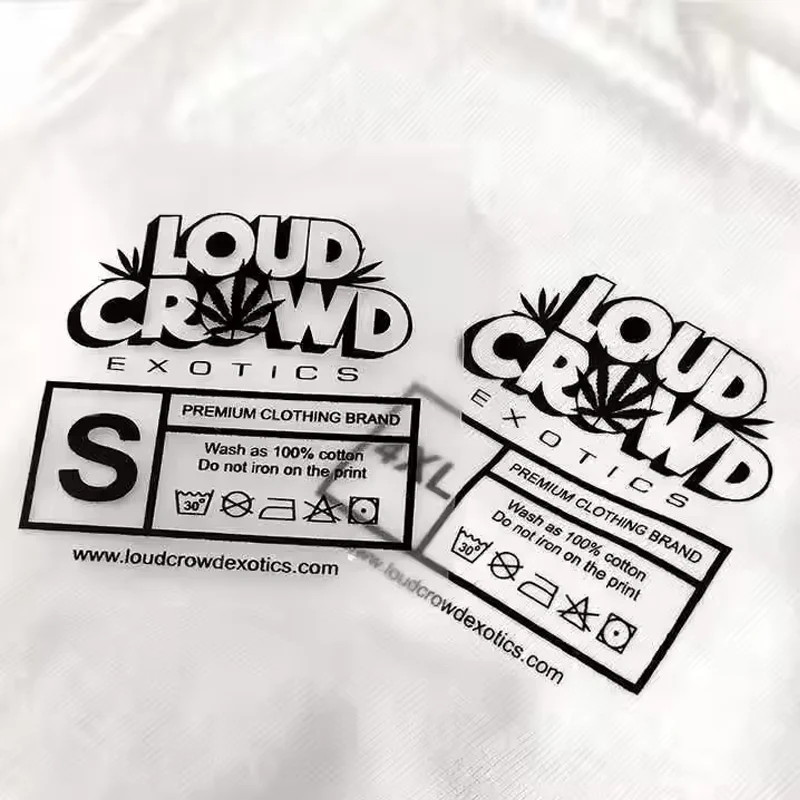 LOUD
CROWD
EXOTICS
S
PREMIUM CLOTHING BRAND
Wash as 100% cotton
Do not iron on the print
30°
www.loudcrowdexotics.com
LOUD
CROWD
EXOTICS
4XL
PREMIUM CLOTHING BRAND
Wash as 100% cotton
Do not iron on the print
30°
www.loudcrowdexotics.com